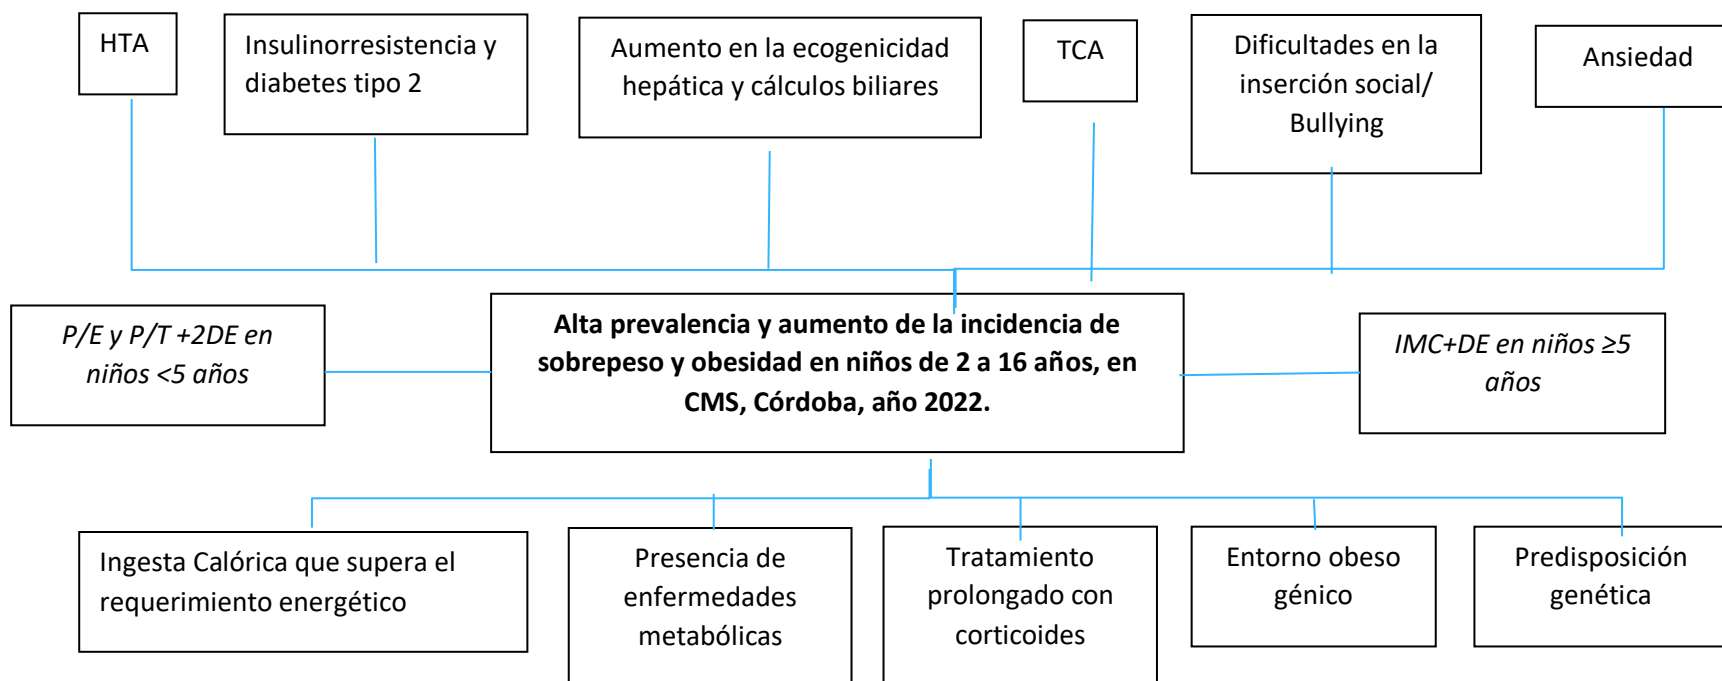 HTA
Insulinorresistencia y
diabetes tipo 2
Aumento en la ecogenicidad
hepática y cálculos biliares
TCA
Dificultades en la
inserción social/
Bullying
Ansiedad
P/E y P/T +2DE en
niños <5 años
Alta prevalencia y aumento de la incidencia de
sobrepeso y obesidad en niños de 2 a 16 años, en
CMS, Córdoba, año 2022.
IMC+DE en niños ≥5
años
Ingesta Calórica que supera el
requerimiento energético
Presencia de
enfermedades
metabólicas
Tratamiento
prolongado con
corticoides
Entorno obeso
génico
Predisposición
genética